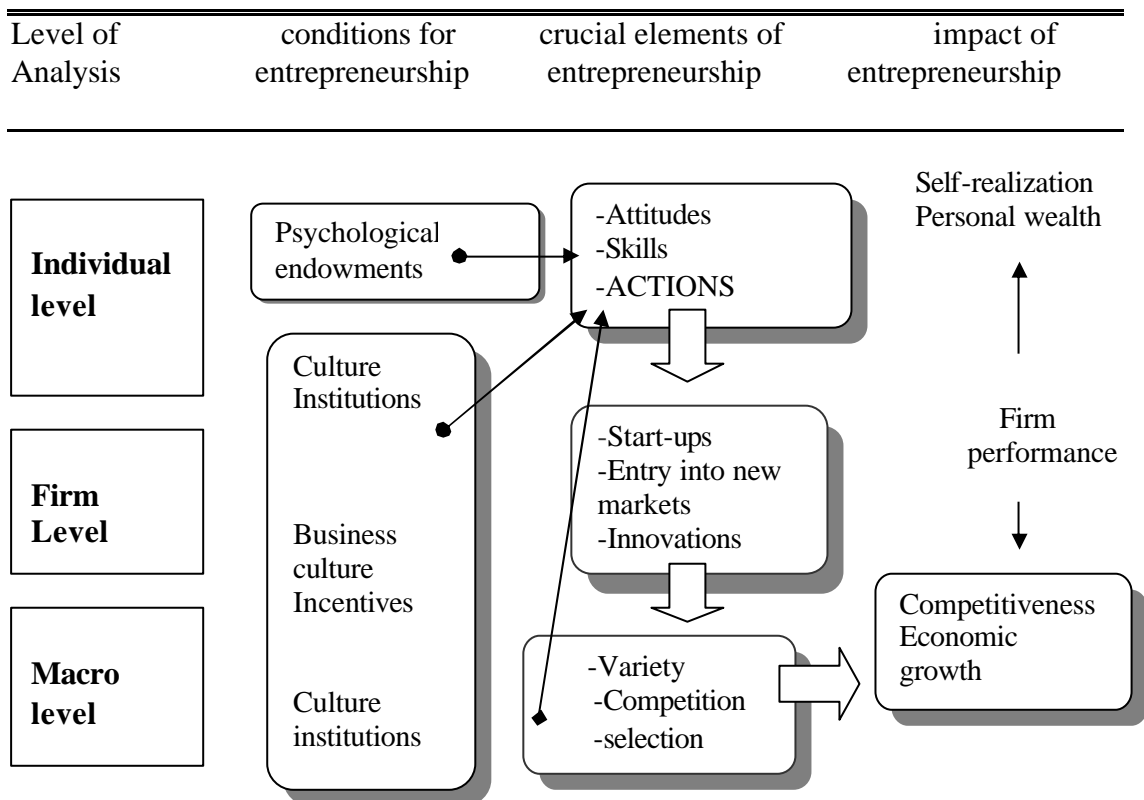 Level of
Analysis
conditions for
entrepreneurship
crucial elements of
entrepreneurship
impact of
entrepreneurship
Individual
level
Psychological
endowments
-Attitudes
-Skills
-ACTIONS
Self-realization
Personal wealth
Culture
Institutions
Firm
Level
Business
culture
Incentives
-Start-ups
-Entry into new
markets
-Innovations
Firm
performance
Macro
level
Culture
institutions
-Variety
-Competition
-selection
Competitiveness
Economic
growth